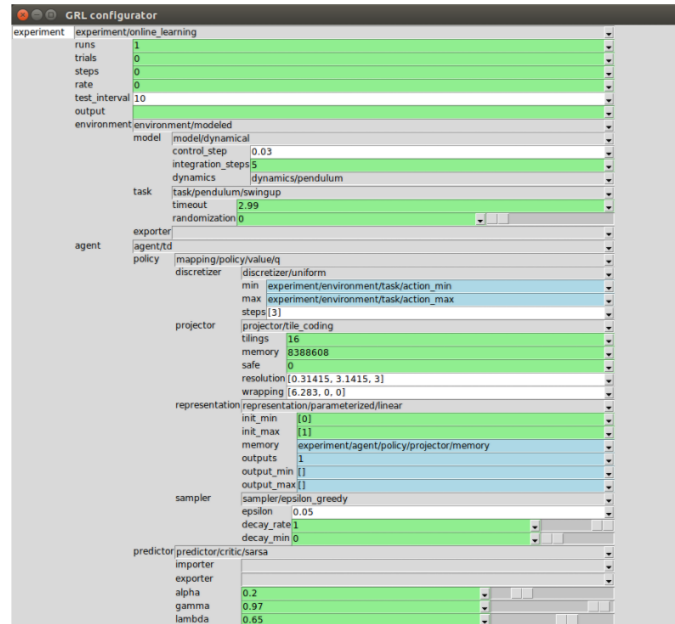 GRL configurator
experiment experiment/online_learning
runs 1
trials 0
steps 0
rate 0
test_interval 10
output
environment environment/modeled
model model/dynamical
control_step 0.03
integration_steps 5
dynamics dynamics/pendulum
task task/pendulum/swingup
timeout 2.99
randomization 0
exporter
agent agent/td
policy mapping/policy/value/q
discretizer discretizer/uniform
min experiment/environment/task/action_min
max experiment/environment/task/action_max
steps [3]
projector projector/tile_coding
tilings 16
memory 8388608
safe 0
resolution [0.31415, 3.1415, 3]
wrapping [6.283, 0, 0]
representation representation/parameterized/linear
init_min [0]
init_max [1]
memory experiment/agent/policy/projector/memory
outputs 1
output_min []
output_max []
sampler sampler/epsilon_greedy
epsilon 0.05
decay_rate 1
decay_min 0
predictor predictor/critic/sarsa
importer
exporter
alpha 0.2
gamma 0.97
lambda 0.65